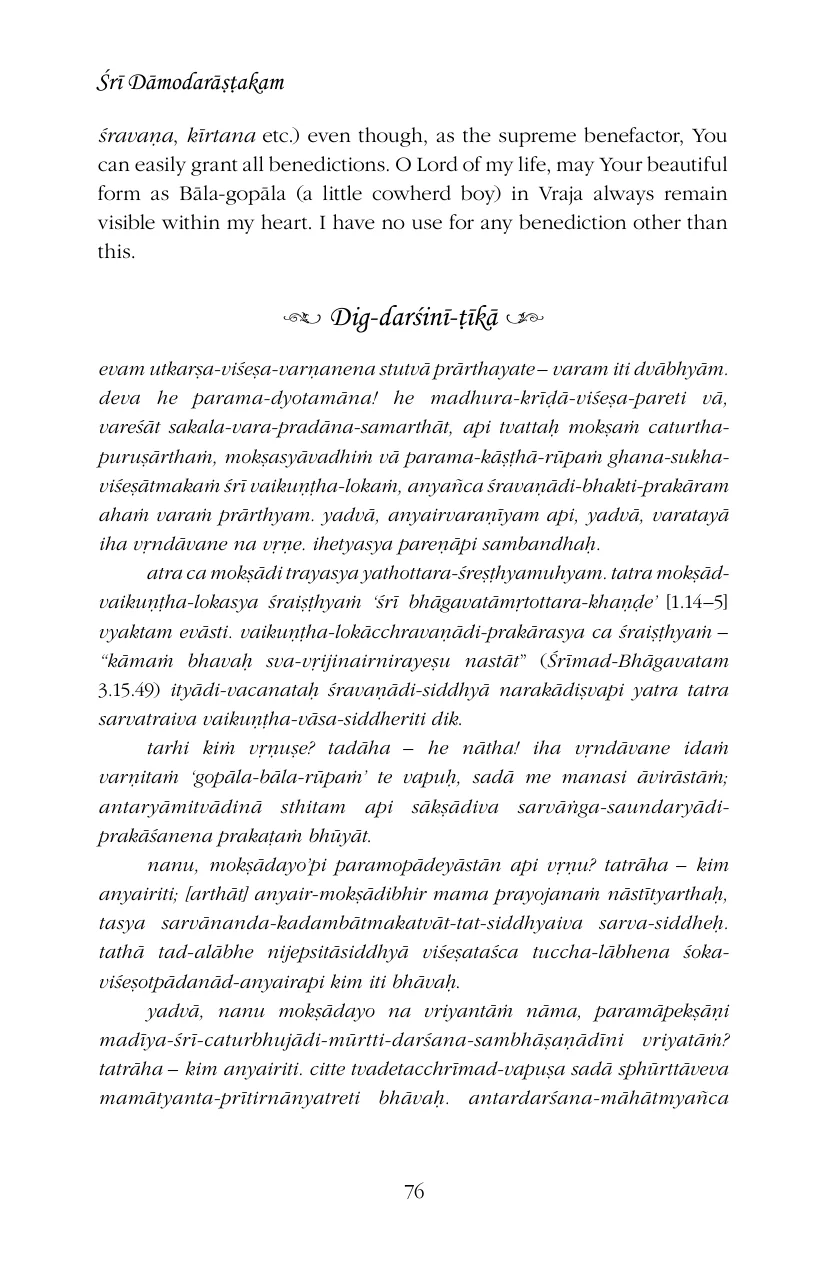 Śrī Dāmodarāṣṭakam
śravaṇa, kīrtana etc.) even though, as the supreme benefactor, You
can easily grant all benedictions. O Lord of my life, may Your beautiful
form as Bāla-gopāla (a little cowherd boy) in Vraja always remain
visible within my heart. I have no use for any benediction other than
this.
Dig-darśinī-ṭīkā
evam utkarṣa-viśeṣa-varṇanena stutvā prārthayate – varam iti dvābhyām.
deva he parama-dyotamāna! he madhura-krīḍā-viśeṣa-pareti vā,
vareśāt sakala-vara-pradāna-samarthāt, api tvattaḥ mokṣaṁ caturtha-
puruṣārthaṁ, mokṣasyāvadhiṁ vā parama-kāṣṭhā-rūpaṁ ghana-sukha-
viśeṣātmakaṁ śrī vaikuṇṭha-lokaṁ, anyañca śravaṇādi-bhakti-prakāram
ahaṁ varaṁ prārthyam. yadvā, anyairvaraṇīyam api, yadvā, varatayā
iha vṛndāvane na vṛṇe. ihetyasya pareṇāpi sambandhaḥ.
atra ca mokṣādi trayasya yathottara-śreṣṭhyamuhyam. tatra mokṣād-
vaikuṇṭha-lokasya śraiṣṭhyaṁ ‘śrī bhāgavatāmṛtottara-khaṇḍe’ [1.14–5]
vyaktam evāsti. vaikuṇṭha-lokācchravaṇādi-prakārasya ca śraiṣṭhyaṁ –
“kāmaṁ bhavaḥ sva-vṛijinairnirayeṣu nastāt” (Śrīmad-Bhāgavatam
3.15.49) ityādi-vacanataḥ śravaṇādi-siddhyā narakādiṣvapi yatra tatra
sarvatraiva vaikuṇṭha-vāsa-siddheriti dik.
tarhi kiṁ vṛṇuṣe? tadāha – he nātha! iha vṛndāvane idaṁ
varṇitaṁ ‘gopāla-bāla-rūpaṁ’ te vapuḥ, sadā me manasi āvirāstāṁ;
antaryāmitvādinā sthitam api sākṣādiva sarvāṅga-saundaryādi-
prakāśanena prakaṭaṁ bhūyāt.
nanu, mokṣādayo’pi paramopādeyāstān api vṛṇu? tatrāha – kim
anyairiti; [arthāt] anyair-mokṣādibhir mama prayojanaṁ nāstītyarthaḥ,
tasya sarvānanda-kadambātmakatvāt-tat-siddhyaiva sarva-siddheḥ.
tathā tad-alābhe nijepsitāsiddhyā viśeṣataśca tuccha-lābhena śoka-
viśeṣotpādanād-anyairapi kim iti bhāvaḥ.
yadvā, nanu mokṣādayo na vriyantāṁ nāma, paramāpekṣāṇi
madīya-śrī-caturbhujādi-mūrtti-darśana-sambhāṣaṇādīni vriyatāṁ?
tatrāha – kim anyairiti. citte tvadetacchrīmad-vapuṣa sadā sphūrttāveva
mamātyanta-prītirnānyatreti bhāvaḥ. antardarśana-māhātmyañca
76